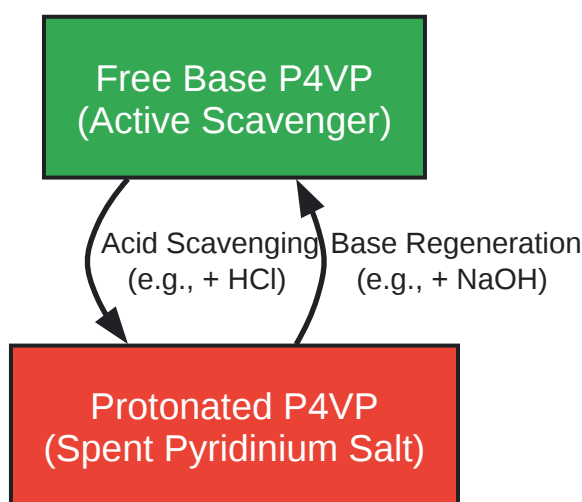 Free Base P4VP
(Active Scavenger)
Acid Scavenging
(e.g., + HCl)
Base Regeneration
(e.g., + NaOH)
Protonated P4VP
(Spent Pyridinium Salt)